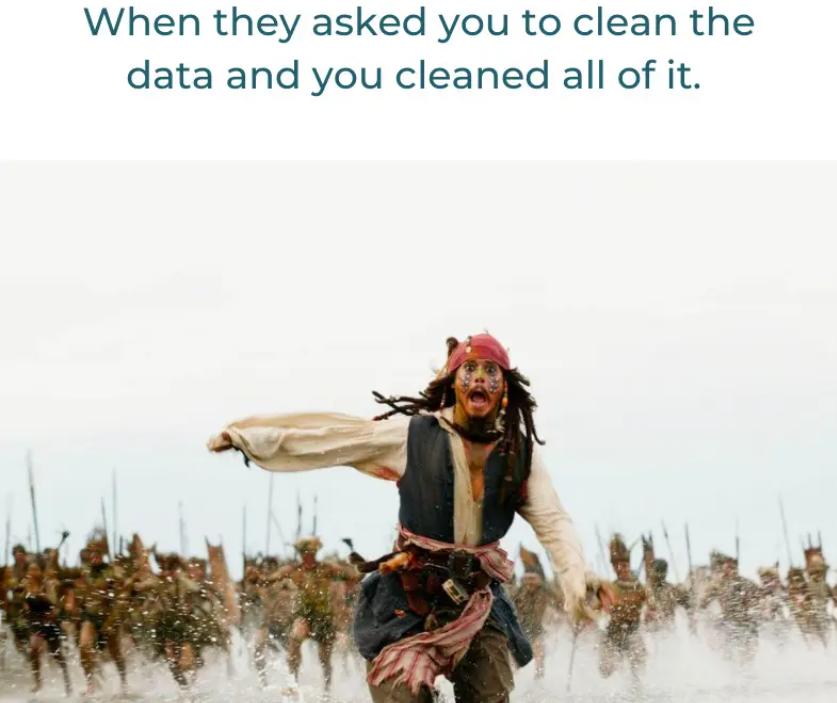 When they asked you to clean the
data and you cleaned all of it.